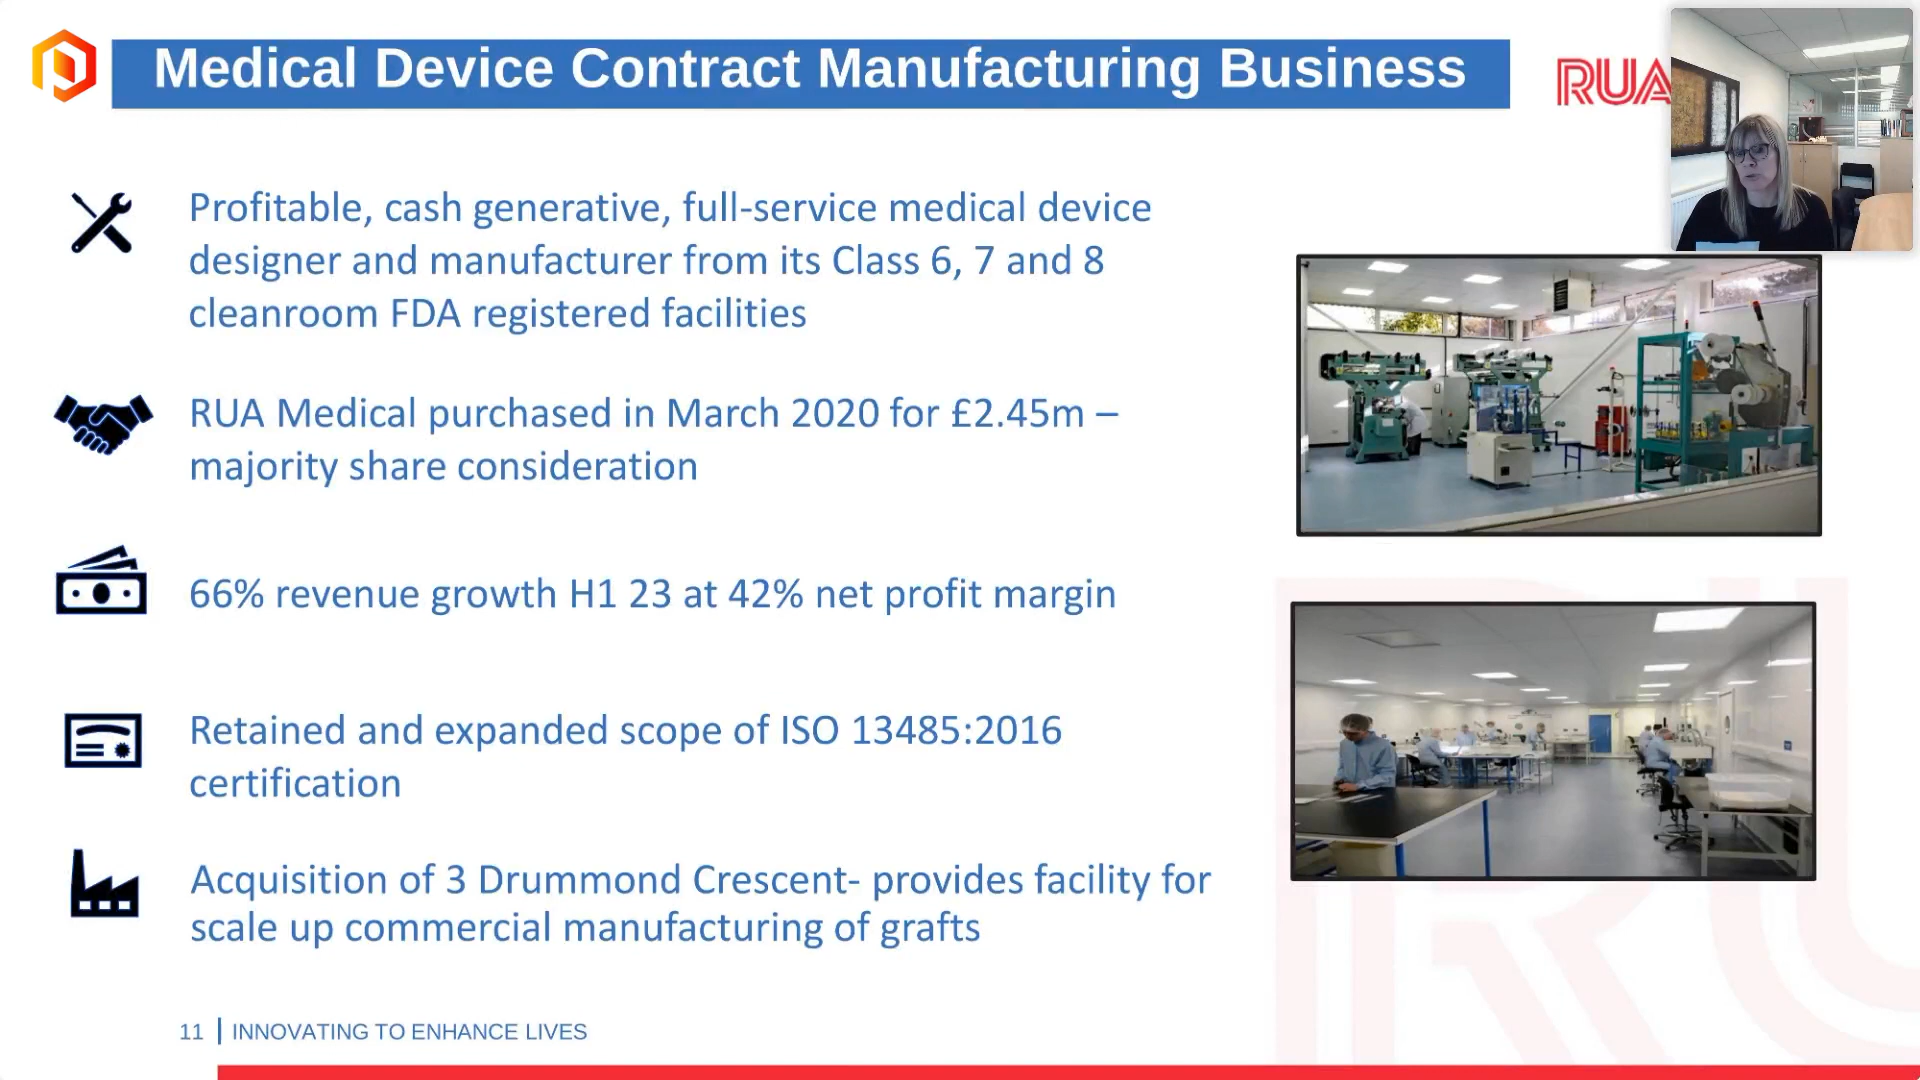 Medical Device Contract Manufacturing Business
RUA
Profitable, cash generative, full-service medical device
designer and manufacturer from its Class 6, 7 and 8
cleanroom FDA registered facilities
RUA Medical purchased in March 2020 for £2.45m –
majority share consideration
66% revenue growth H1 23 at 42% net profit margin
Retained and expanded scope of ISO 13485:2016
certification
Acquisition of 3 Drummond Crescent- provides facility for
scale up commercial manufacturing of grafts
11 | INNOVATING TO ENHANCE LIVES